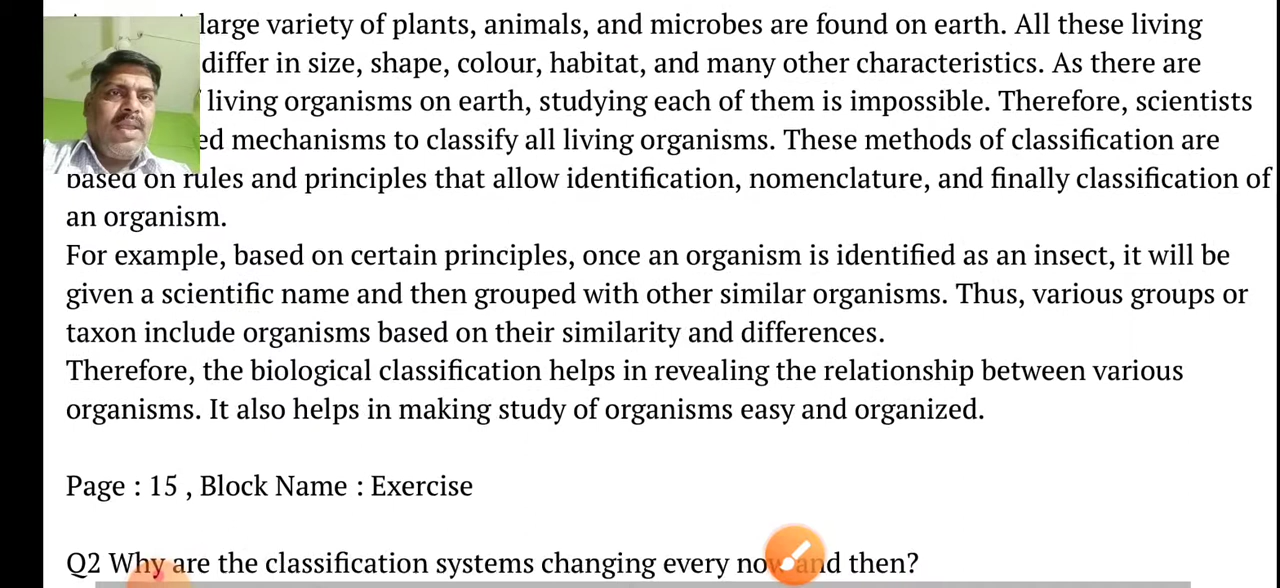 large variety of plants, animals, and microbes are found on earth. All these living
differ in size, shape, colour, habitat, and many other characteristics. As there are
living organisms on earth, studying each of them is impossible. Therefore, scientists
ed mechanisms to classify all living organisms. These methods of classification are
based on rules and principles that allow identification, nomenclature, and finally classification of
an organism.
For example, based on certain principles, once an organism is identified as an insect, it will be
given a scientific name and then grouped with other similar organisms. Thus, various groups or
taxon include organisms based on their similarity and differences.
Therefore, the biological classification helps in revealing the relationship between various
organisms. It also helps in making study of organisms easy and organized.
Page : 15 , Block Name : Exercise
Q2 Why are the classification systems changing every now and then?